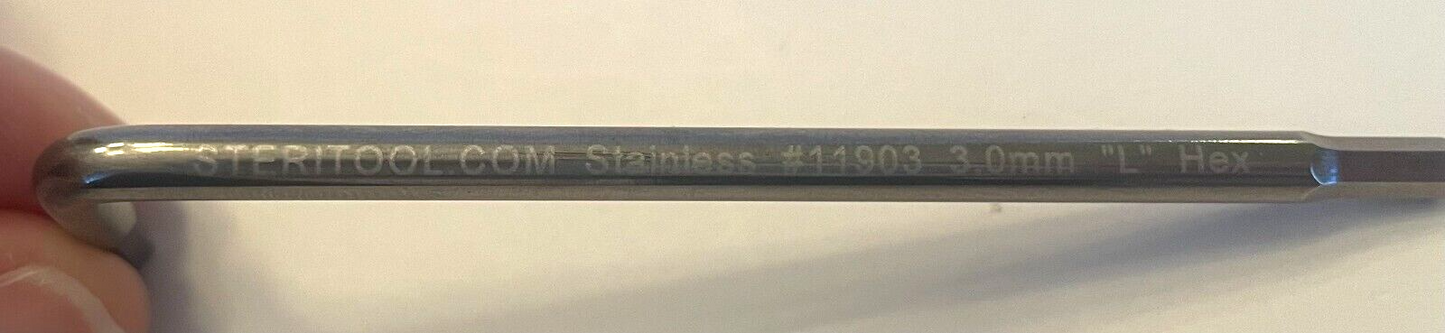 STERITOOL.COM Stainless #11903 3.0mm "L" Hex